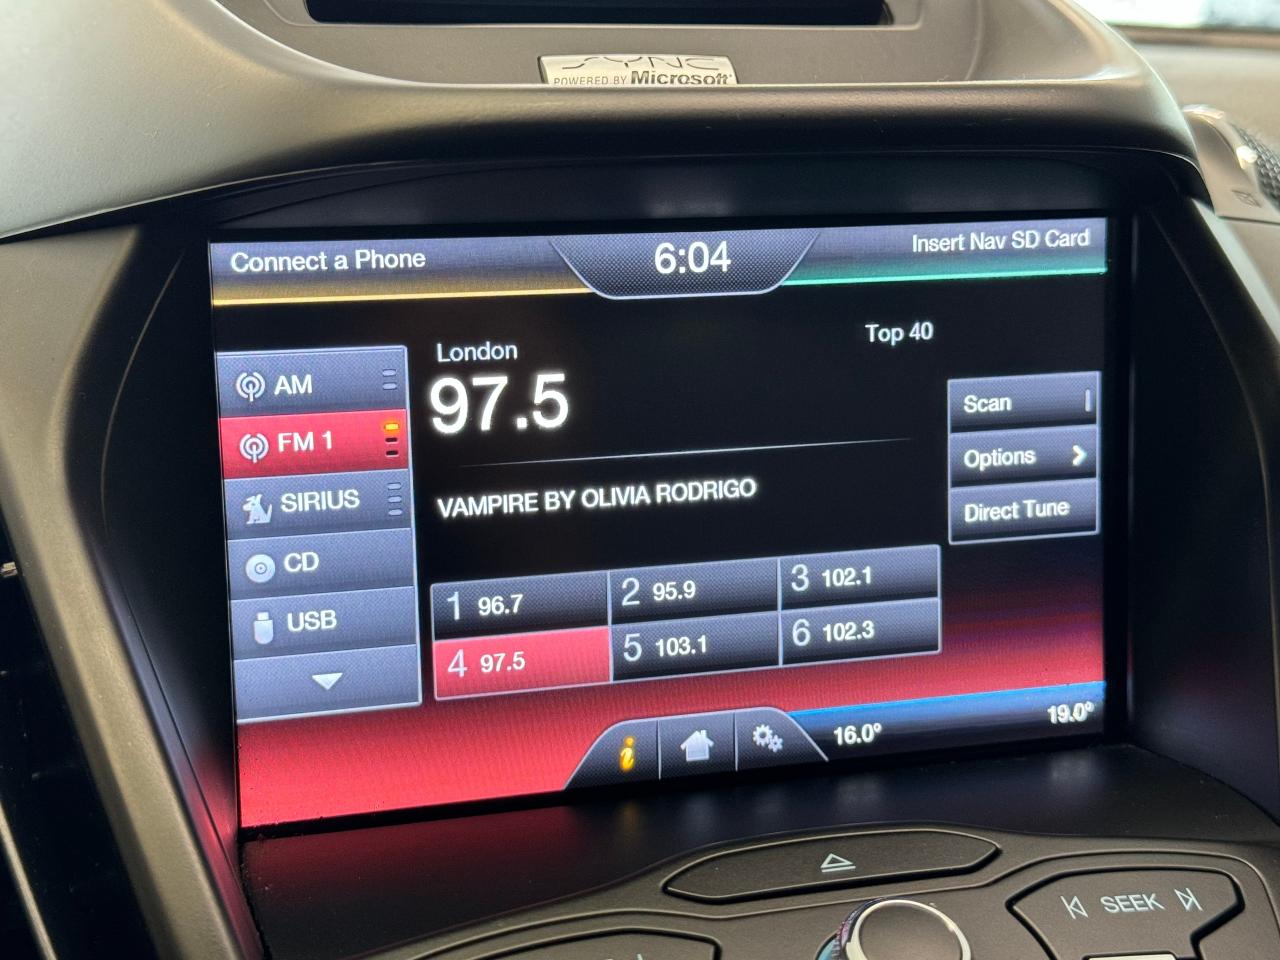 SYNC
POWERED BY Microsoft
Connect a Phone
6:04
Insert Nav SD Card
London
Top 40
97.5
AM
FM 1
SIRIUS
CD
USB
VAMPIRE BY OLIVIA RODRIGO
Scan
Options
Direct Tune
1 96.7
2 95.9
3 102.1
4 97.5
5 103.1
6 102.3
i
16.0°
19.0°
SEEK